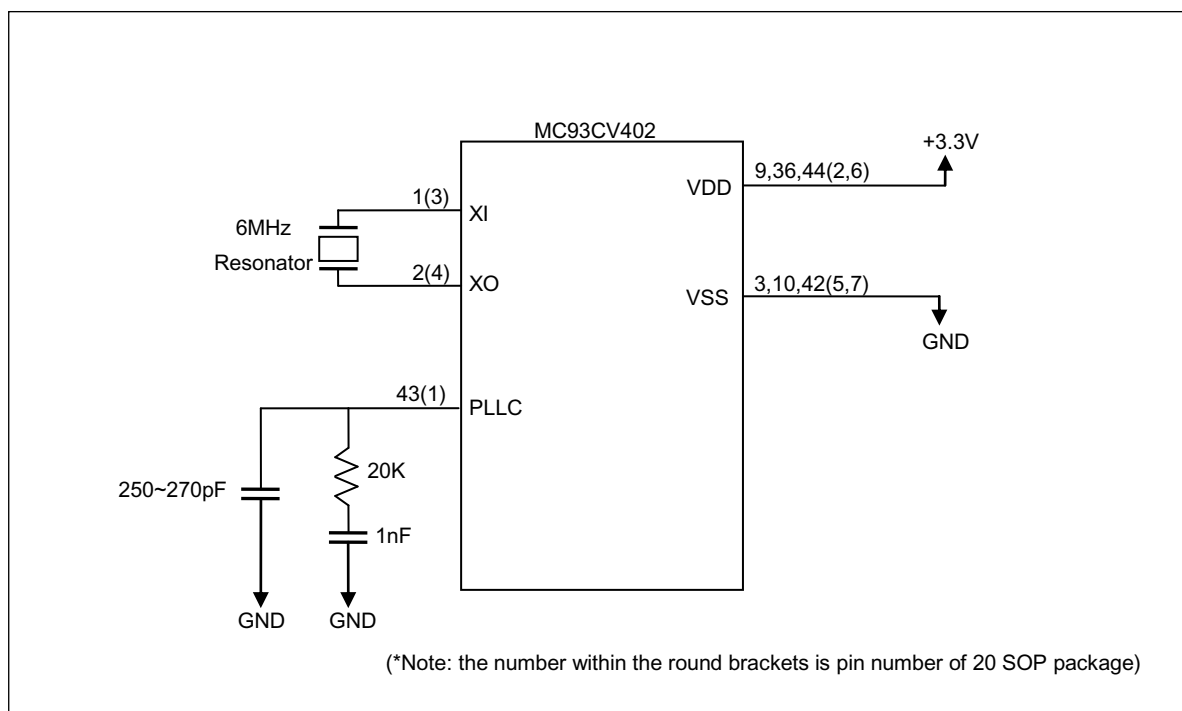 MC93CV402
+3.3V
9,36,44(2,6)
VDD
1(3)
XI
6MHz
Resonator
2(4)
XO
3,10,42(5,7)
VSS
GND
43(1)
PLLC
20K
250~270pF
1nF
GND
GND
(*Note: the number within the round brackets is pin number of 20 SOP package)